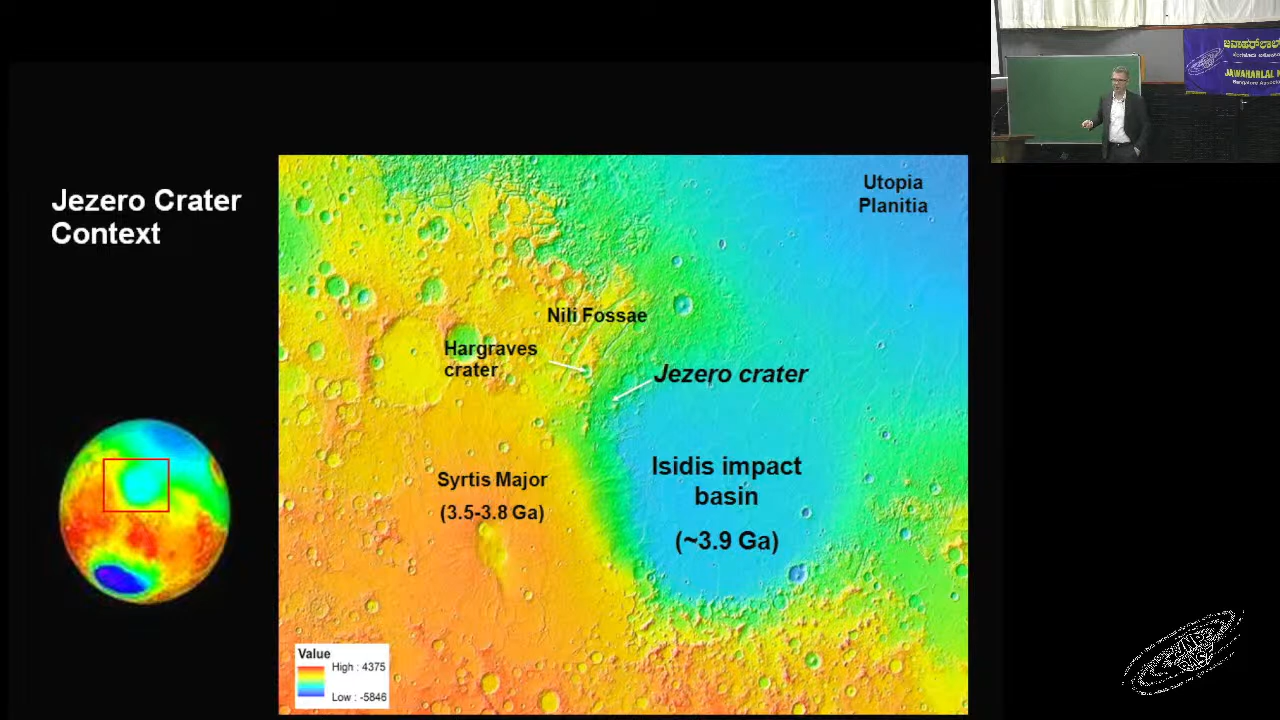 Jezero Crater
Context
Utopia
Planitia
Nili Fossae
Hargraves
crater
Jezero crater
Isidis impact
basin
(~3.9 Ga)
Syrtis Major
(3.5-3.8 Ga)
Value
High : 4375
Low : -5846
JAWAHARLAL